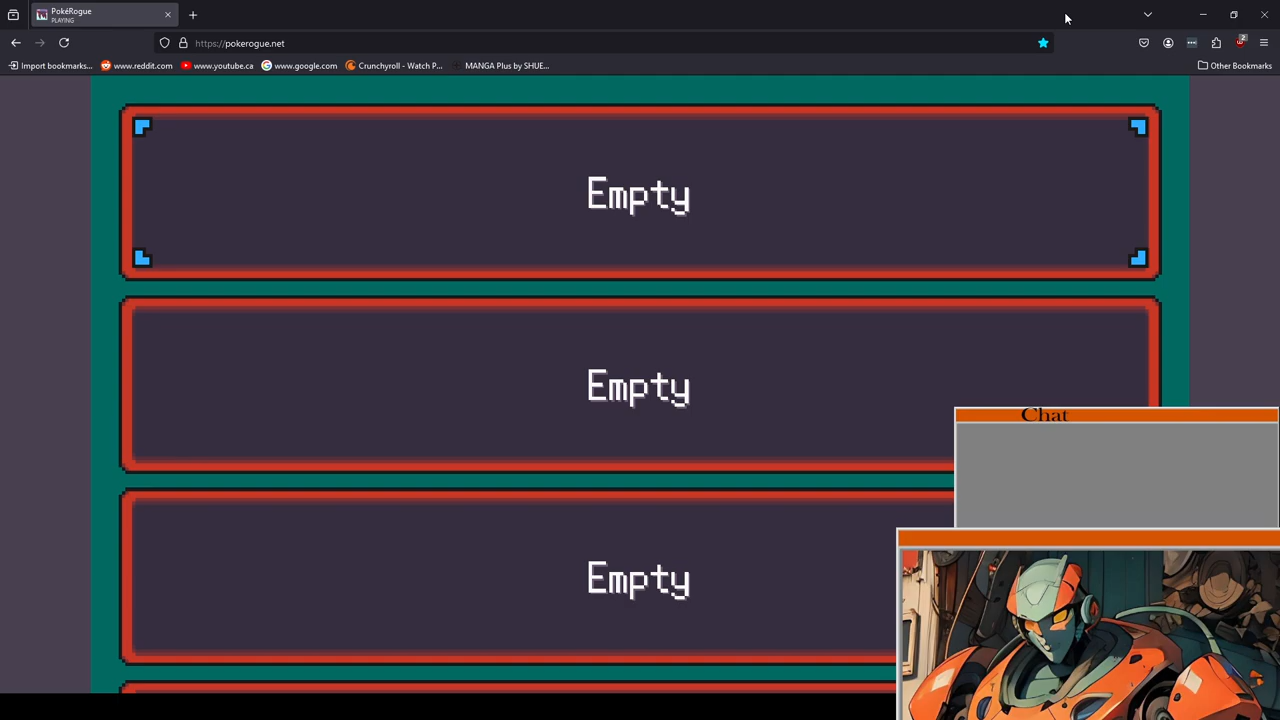 PokéRogue
PLAYING
https://pokerogue.net
2
Import bookmarks...
www.reddit.com
www.youtube.ca
www.google.com
Crunchyroll - Watch P...
MANGA Plus by SHUE...
Other Bookmarks
Empty
Empty
Chat
Empty